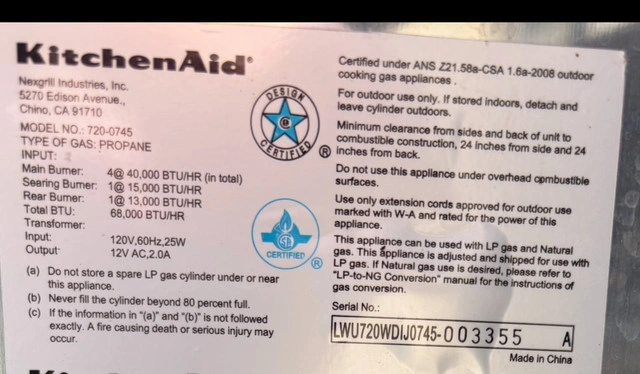 KitchenAid®
Nexgrill Industries, Inc.
5270 Edison Avenue.,
Chino, CA 91710
MODEL NO.: 720-0745
TYPE OF GAS: PROPANE
INPUT:
Main Burner: 4@ 40,000 BTU/HR (in total)
Searing Burner: 1@ 15,000 BTU/HR
Rear Burner: 1@ 13,000 BTU/HR
Total BTU: 68,000 BTU/HR
Transformer:
Input: 120V,60Hz,25W
Output: 12V AC,2.0A
(a) Do not store a spare LP gas cylinder under or near
this appliance.
(b) Never fill the cylinder beyond 80 percent full.
(c) If the information in "(a)" and "(b)" is not followed
exactly. A fire causing death or serious injury may
occur.
DESIGN
CERTIFIED
®
CERTIFIED
®
Certified under ANS Z21.58a-CSA 1.6a-2008 outdoor
cooking gas appliances .
For outdoor use only. If stored indoors, detach and
leave cylinder outdoors.
Minimum clearance from sides and back of unit to
combustible construction, 24 inches from side and 24
inches from back.
Do not use this appliance under overhead combustible
surfaces.
Use only extension cords approved for outdoor use
marked with W-A and rated for the power of this
appliance.
This appliance can be used with LP gas and Natural
gas. This appliance is adjusted and shipped for use with
LP gas. If Natural gas use is desired, please refer to
"LP-to-NG Conversion" manual for the instructions of
gas conversion.
Serial No.:
LWU720WDIJ0745-003355 A
Made in China